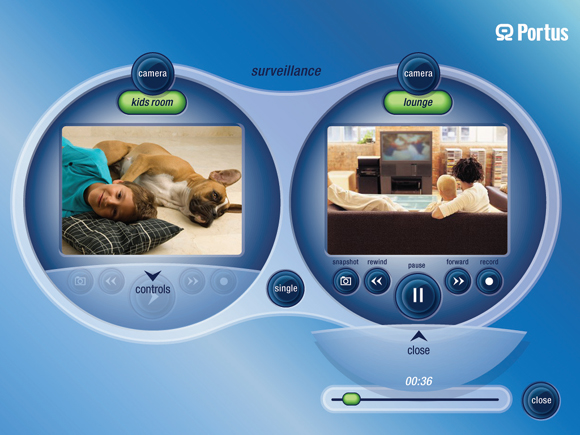 Portus
surveillance
camera
kids room
camera
lounge
controls
single
snapshot
rewind
pause
forward
record
close
00:36
close